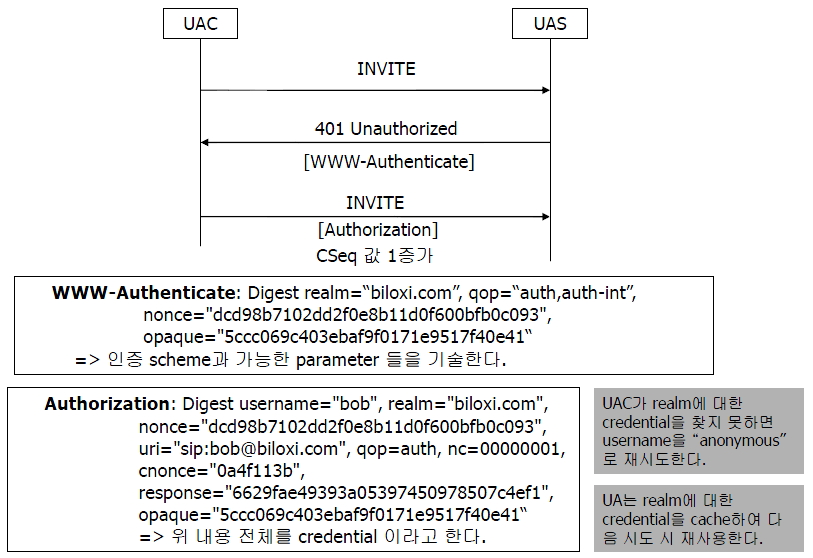 UAC
UAS
INVITE
401 Unauthorized
[WWW-Authenticate]
INVITE
[Authorization]
CSeq 값 1증가
WWW-Authenticate: Digest realm=“biloxi.com”, qop=“auth,auth-int”,
nonce="dcd98b7102dd2f0e8b11d0f600bfb0c093",
opaque="5ccc069c403ebaf9f0171e9517f40e41“
=> 인증 scheme과 가능한 parameter 들을 기술한다.
Authorization: Digest username="bob", realm="biloxi.com",
nonce="dcd98b7102dd2f0e8b11d0f600bfb0c093",
uri="sip:bob@biloxi.com", qop=auth, nc=00000001,
cnonce="0a4f113b",
response="6629fae49393a05397450978507c4ef1",
opaque="5ccc069c403ebaf9f0171e9517f40e41“
=> 위 내용 전체를 credential 이라고 한다.
UAC가 realm에 대한
credential을 찾지 못하면
username을 “anonymous”
로 재시도한다.
UA는 realm에 대한
credential을 cache하여 다
음 시도 시 재사용한다.